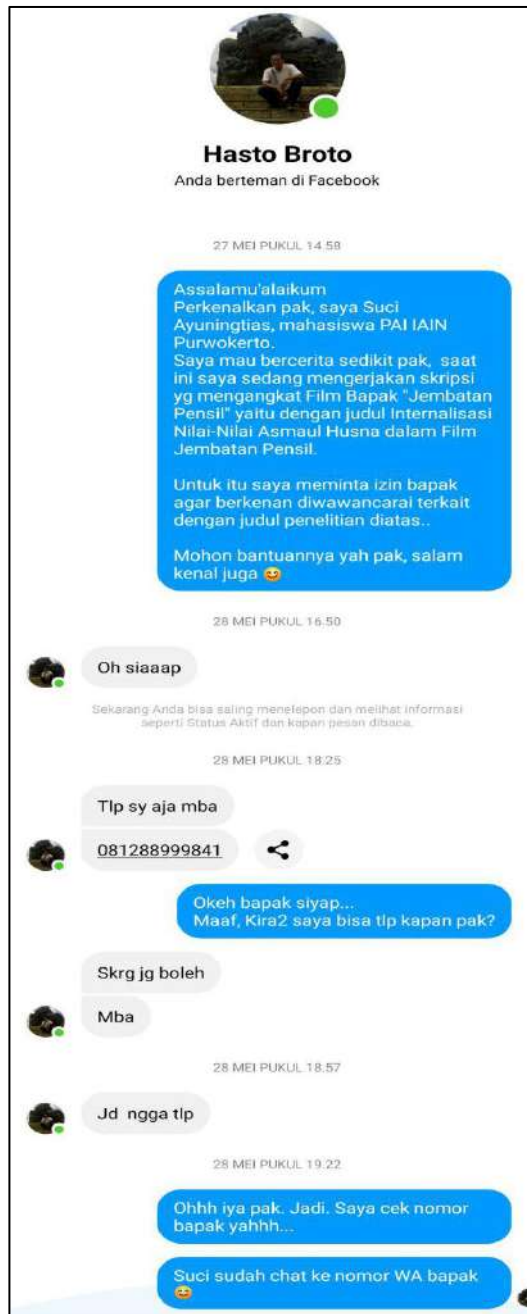 Hasto Broto
Anda berteman di Facebook
27 MEI PUKUL 14.58
Assalamu'alaikum
Perkenalkan pak, saya Suci
Ayuningtias, mahasiswa PAI IAIN
Purwokerto.
Saya mau bercerita sedikit pak, saat
ini saya sedang mengerjakan skripsi
yg mengangkat Film Bapak "Jembatan
Pensil" yaitu dengan judul Internalisasi
Nilai-Nilai Asmaul Husna dalam Film
Jembatan Pensil.
Untuk itu saya meminta izin bapak
agar berkenan diwawancarai terkait
dengan judul penelitian diatas..
Mohon bantuannya yah pak, salam
kenal juga 😄
28 MEI PUKUL 16.50
Oh siaaap
Sekarang Anda bisa saling menelepon dan melihat informasi
seperti Status Aktif dan kapan pesan dibaca.
28 MEI PUKUL 18.25
Tlp sy aja mba
081288999841
Okeh bapak siyap...
Maaf, Kira2 saya bisa tlp kapan pak?
Skrg jg boleh
Mba
28 MEI PUKUL 18.57
Jd ngga tlp
28 MEI PUKUL 19.22
Ohhh iya pak. Jadi. Saya cek nomor
bapak yahhh...
Suci sudah chat ke nomor WA bapak
😄